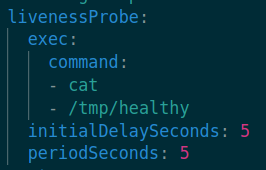 livenessProbe:
  exec:
    command:
    - cat
    - /tmp/healthy
  initialDelaySeconds: 5
  periodSeconds: 5